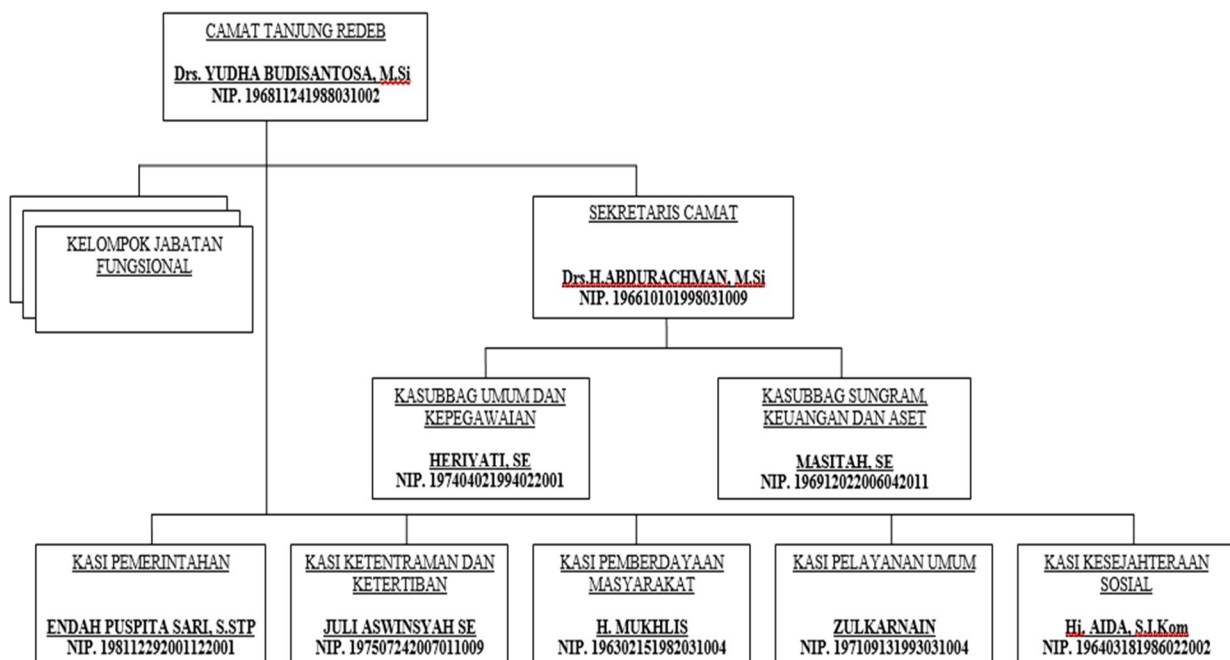 CAMAT TANJUNG REDEB
Drs. YUDHA BUDISANTOSA, M.Si
NIP. 196811241988031002
KELOMPOK JABATAN
FUNGSIONAL
SEKRETARIS CAMAT
Drs.H.ABDURACHMAN, M.Si
NIP. 196610101998031009
KASUBBAG UMUM DAN
KEPEGAWAIAN
HERIYATI, SE
NIP. 197404021994022001
KASUBBAG SUNGRAM,
KEUANGAN DAN ASET
MASITAH, SE
NIP. 196912022006042011
KASI PEMERINTAHAN
ENDAH PUSPITA SARI, S.STP
NIP. 198112292001122001
KASI KETENTRAMAN DAN
KETERTIBAN
JULI ASWINSYAH SE
NIP. 197507242007011009
KASI PEMBERDAYAAN
MASYARAKAT
H. MUKHLIS
NIP. 196302151982031004
KASI PELAYANAN UMUM
ZULKARNAIN
NIP. 197109131993031004
KASI KESEJAHTERAAN
SOSIAL
Hj. AIDA, S.I.Kom
NIP. 196403181986022002